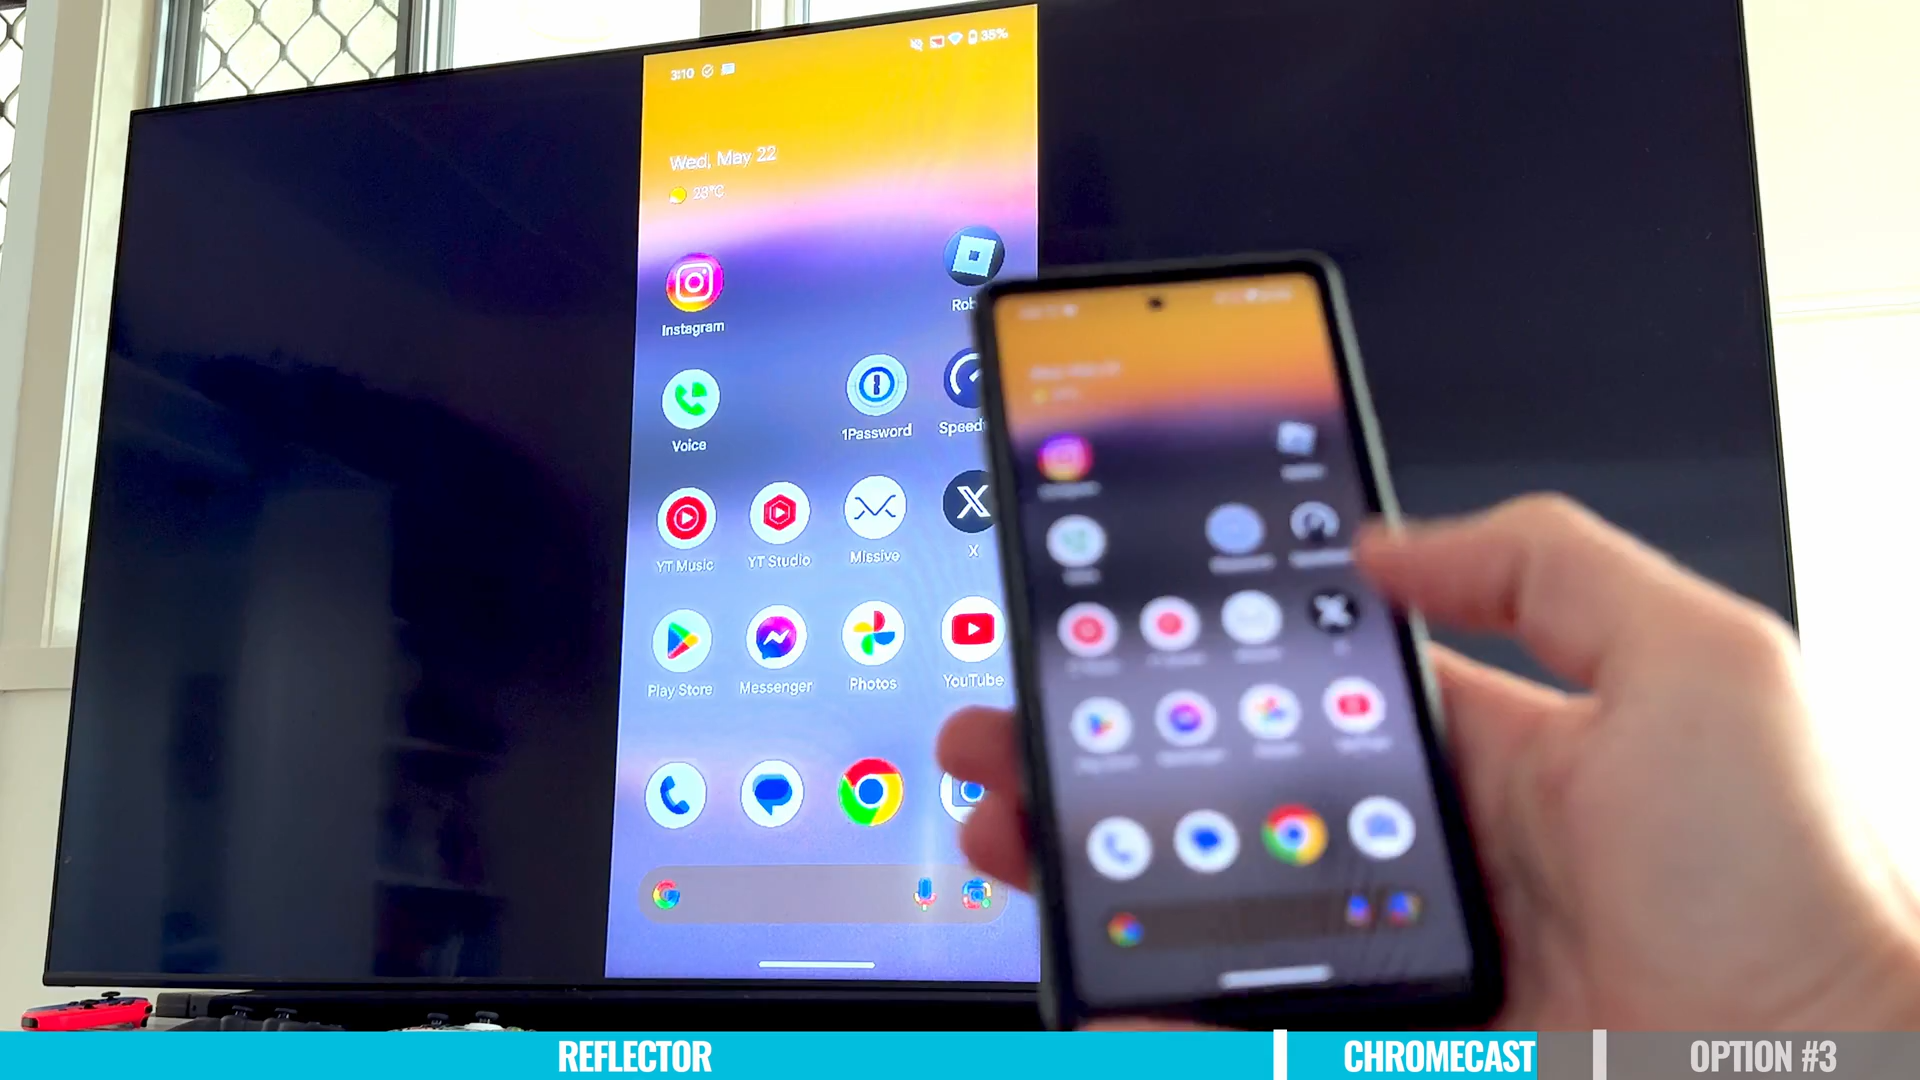 3:10
35%
Wed, May 22
28°C
Instagram
Rob
Voice
1Password
Speed
YT Music
YT Studio
Missive
X
Play Store
Messenger
Photos
YouTube
REFLECTOR
CHROMECAST
OPTION #3